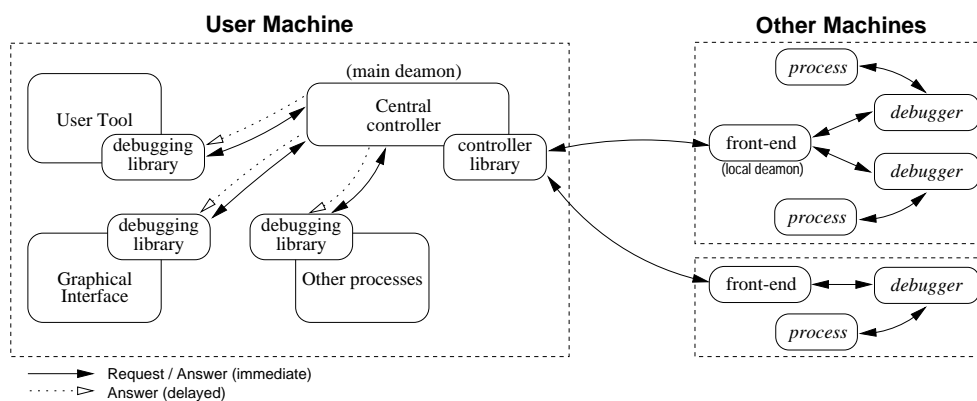 User Machine
Other Machines
(main deamon)
Central
controller
User Tool
debugging
library
controller
library
debugging
library
debugging
library
Graphical
Interface
Other processes
process
debugger
front-end
(local deamon)
debugger
process
front-end
debugger
process
Request / Answer (immediate)
Answer (delayed)